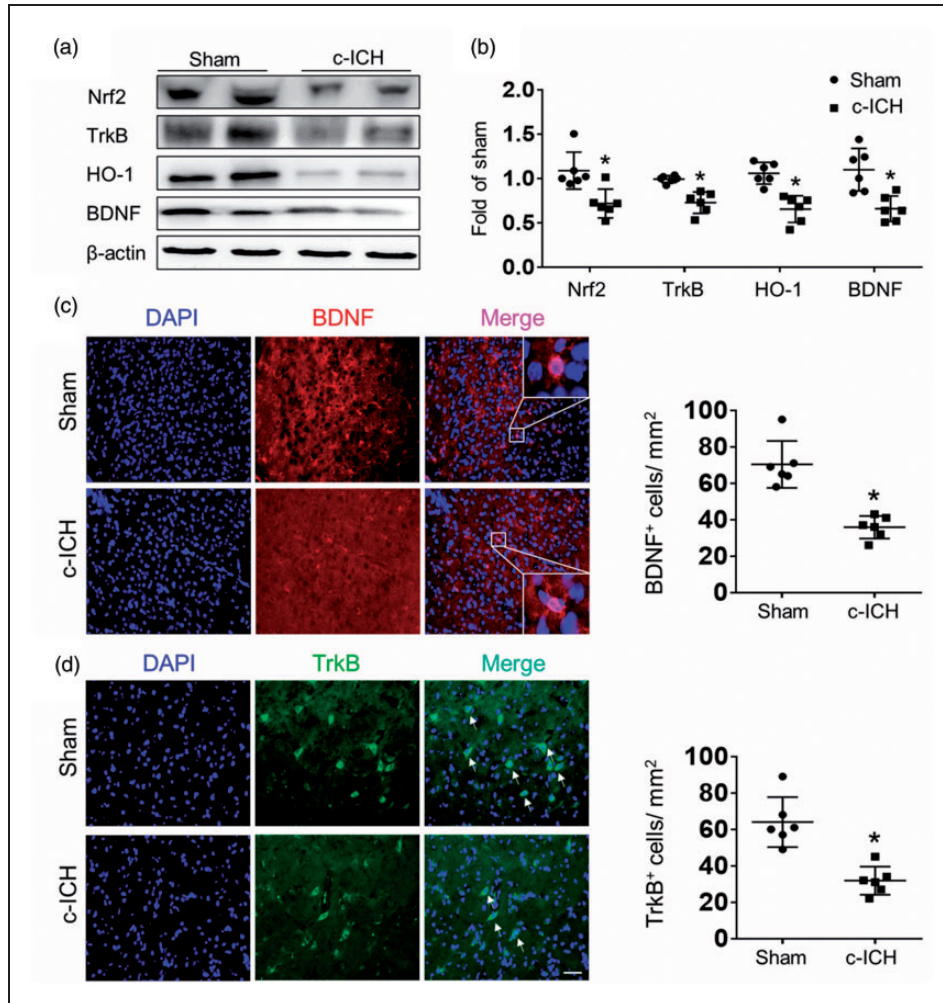 (a)
Sham c-ICH
Nrf2
TrkB
HO-1
BDNF
β-actin
(b)
Sham
c-ICH
Fold of sham
2.0
1.5
1.0
0.5
0.0
* * * *
Nrf2 TrkB HO-1 BDNF
(c)
DAPI BDNF Merge
Sham
c-ICH
BDNF⁺ cells/ mm²
100
80
60
40
20
0
*
Sham c-ICH
(d)
DAPI TrkB Merge
Sham
c-ICH
TrkB⁺ cells/ mm²
100
80
60
40
20
0
*
Sham c-ICH